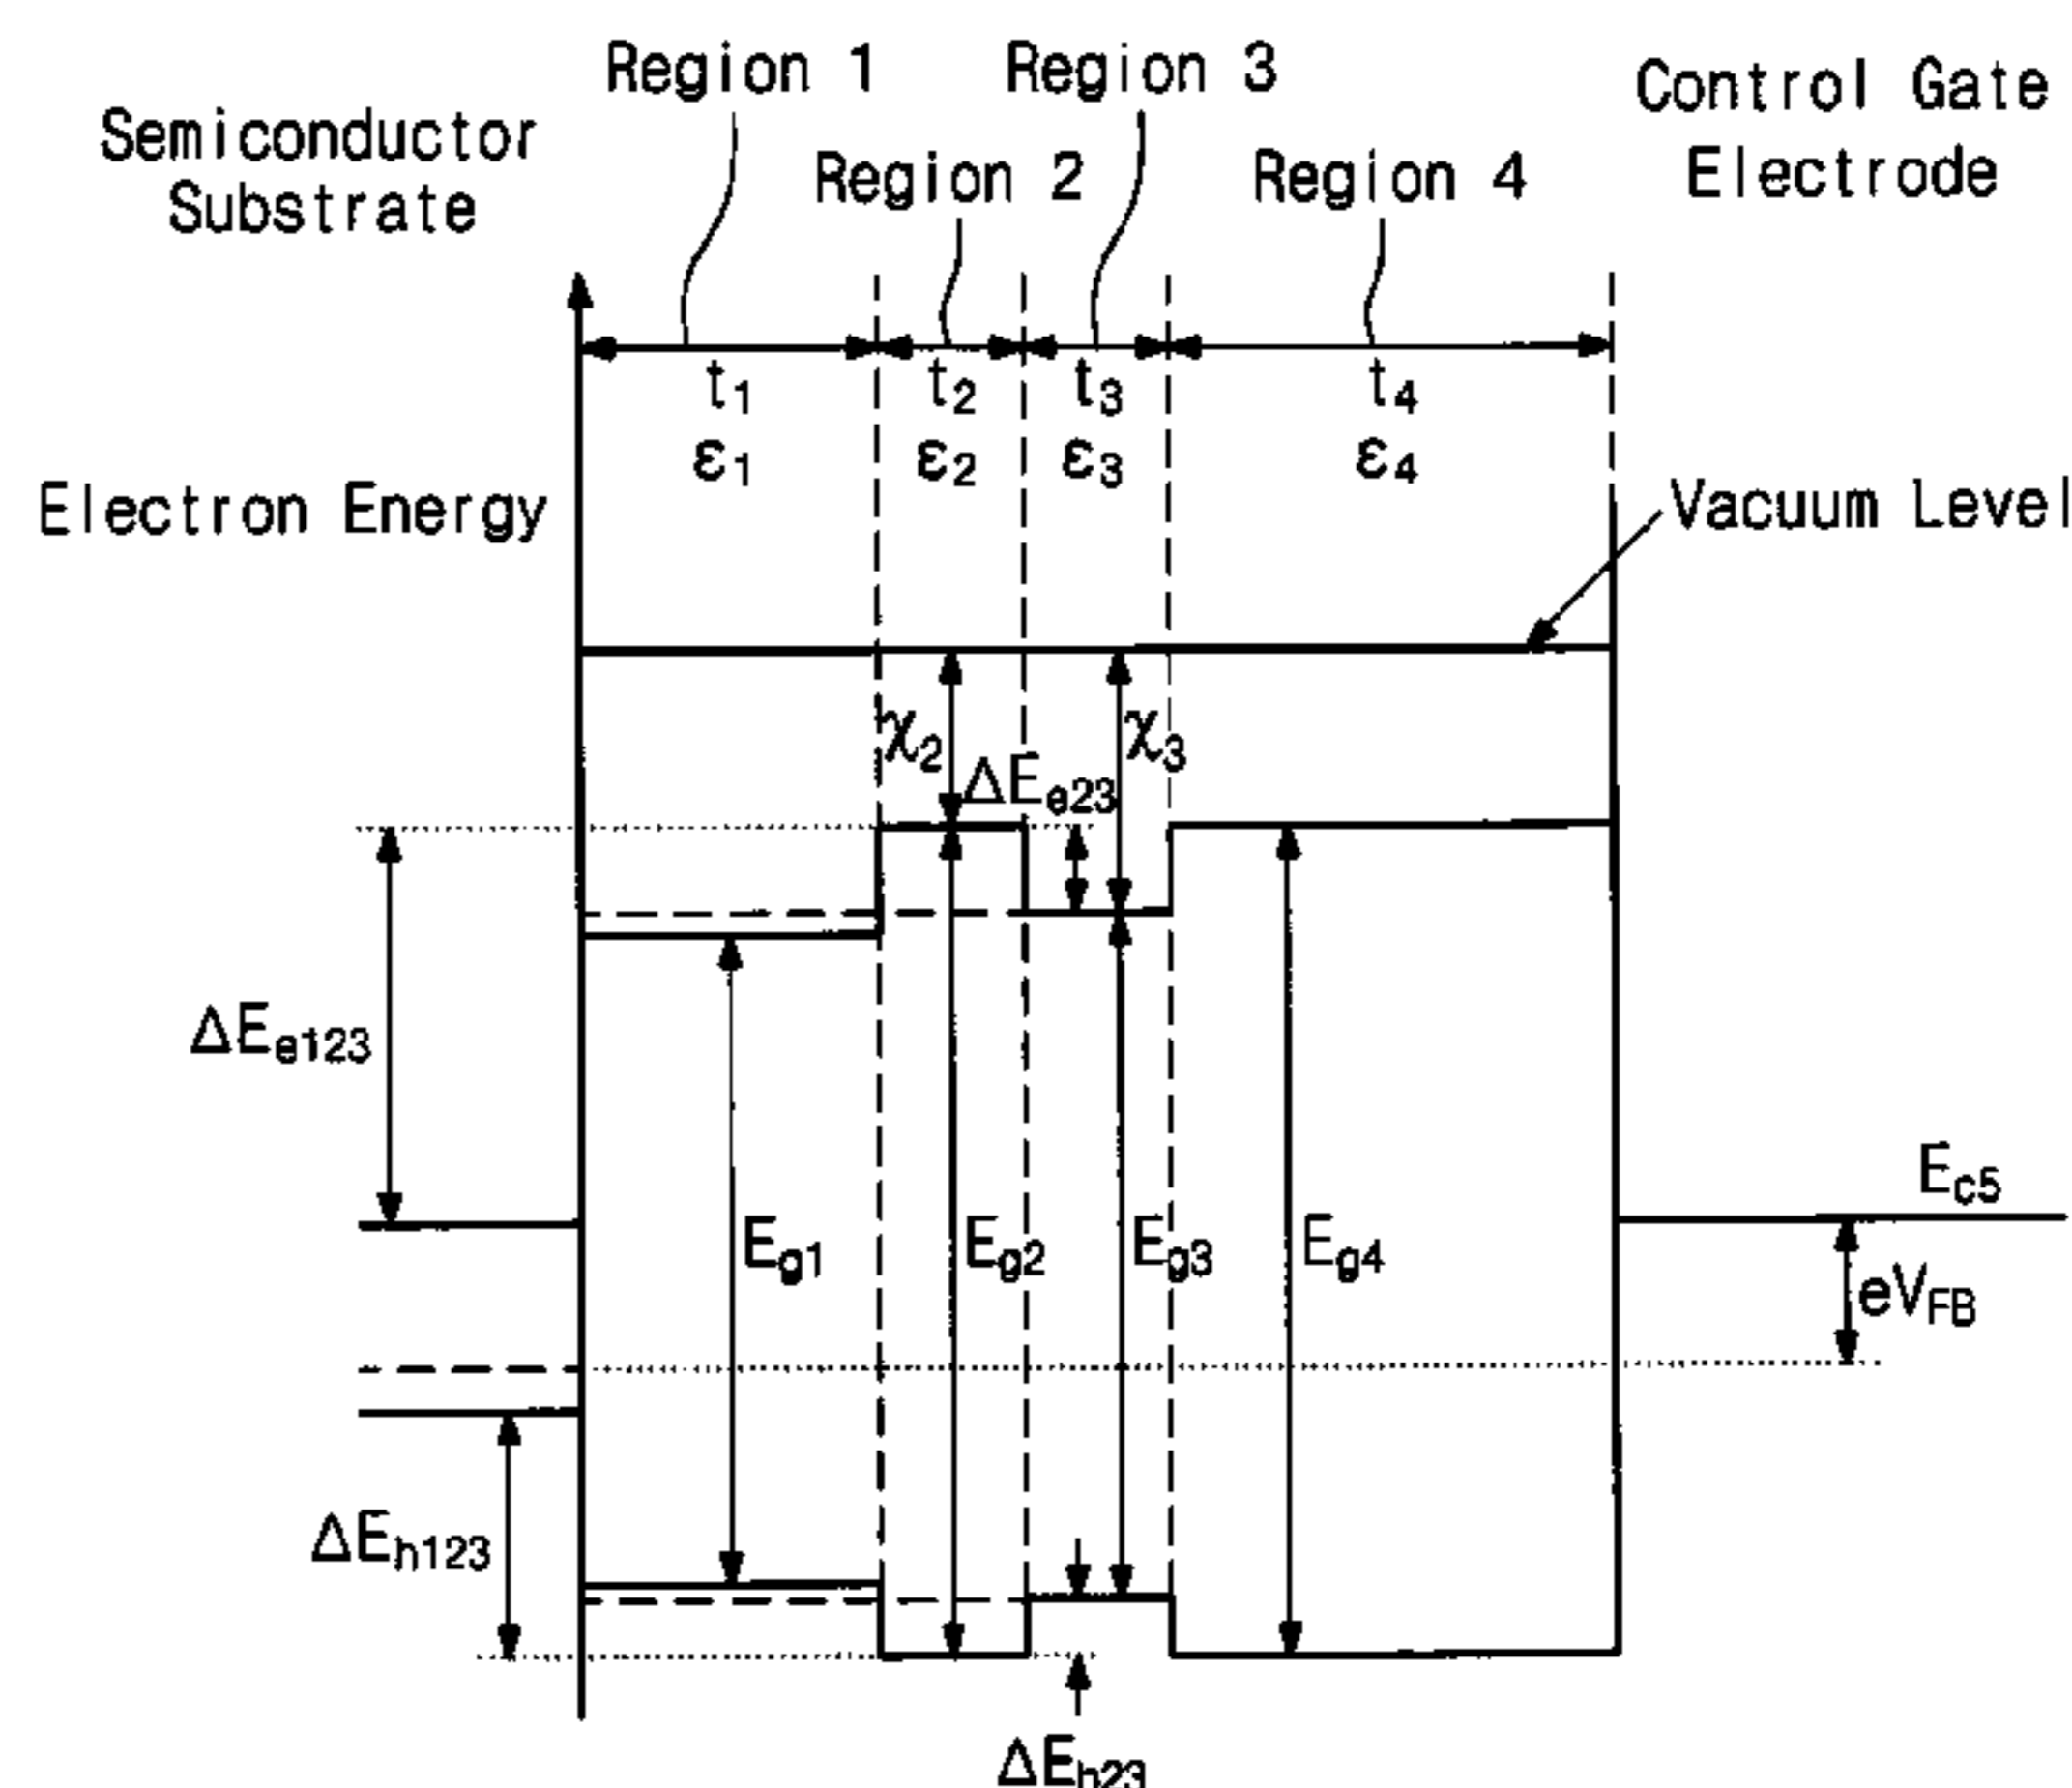 Region 1
Region 3
Control Gate
Electrode
Semiconductor
Substrate
Region 2
Region 4
t₁
t₂
t₃
t₄
ε₁
ε₂
ε₃
ε₄
Electron Energy
Vacuum Level
χ₂
χ₃
ΔEe23
ΔEe123
Ec5
Eg1
Eg2
Eg3
Eg4
eVFB
ΔEh123
ΔEh23